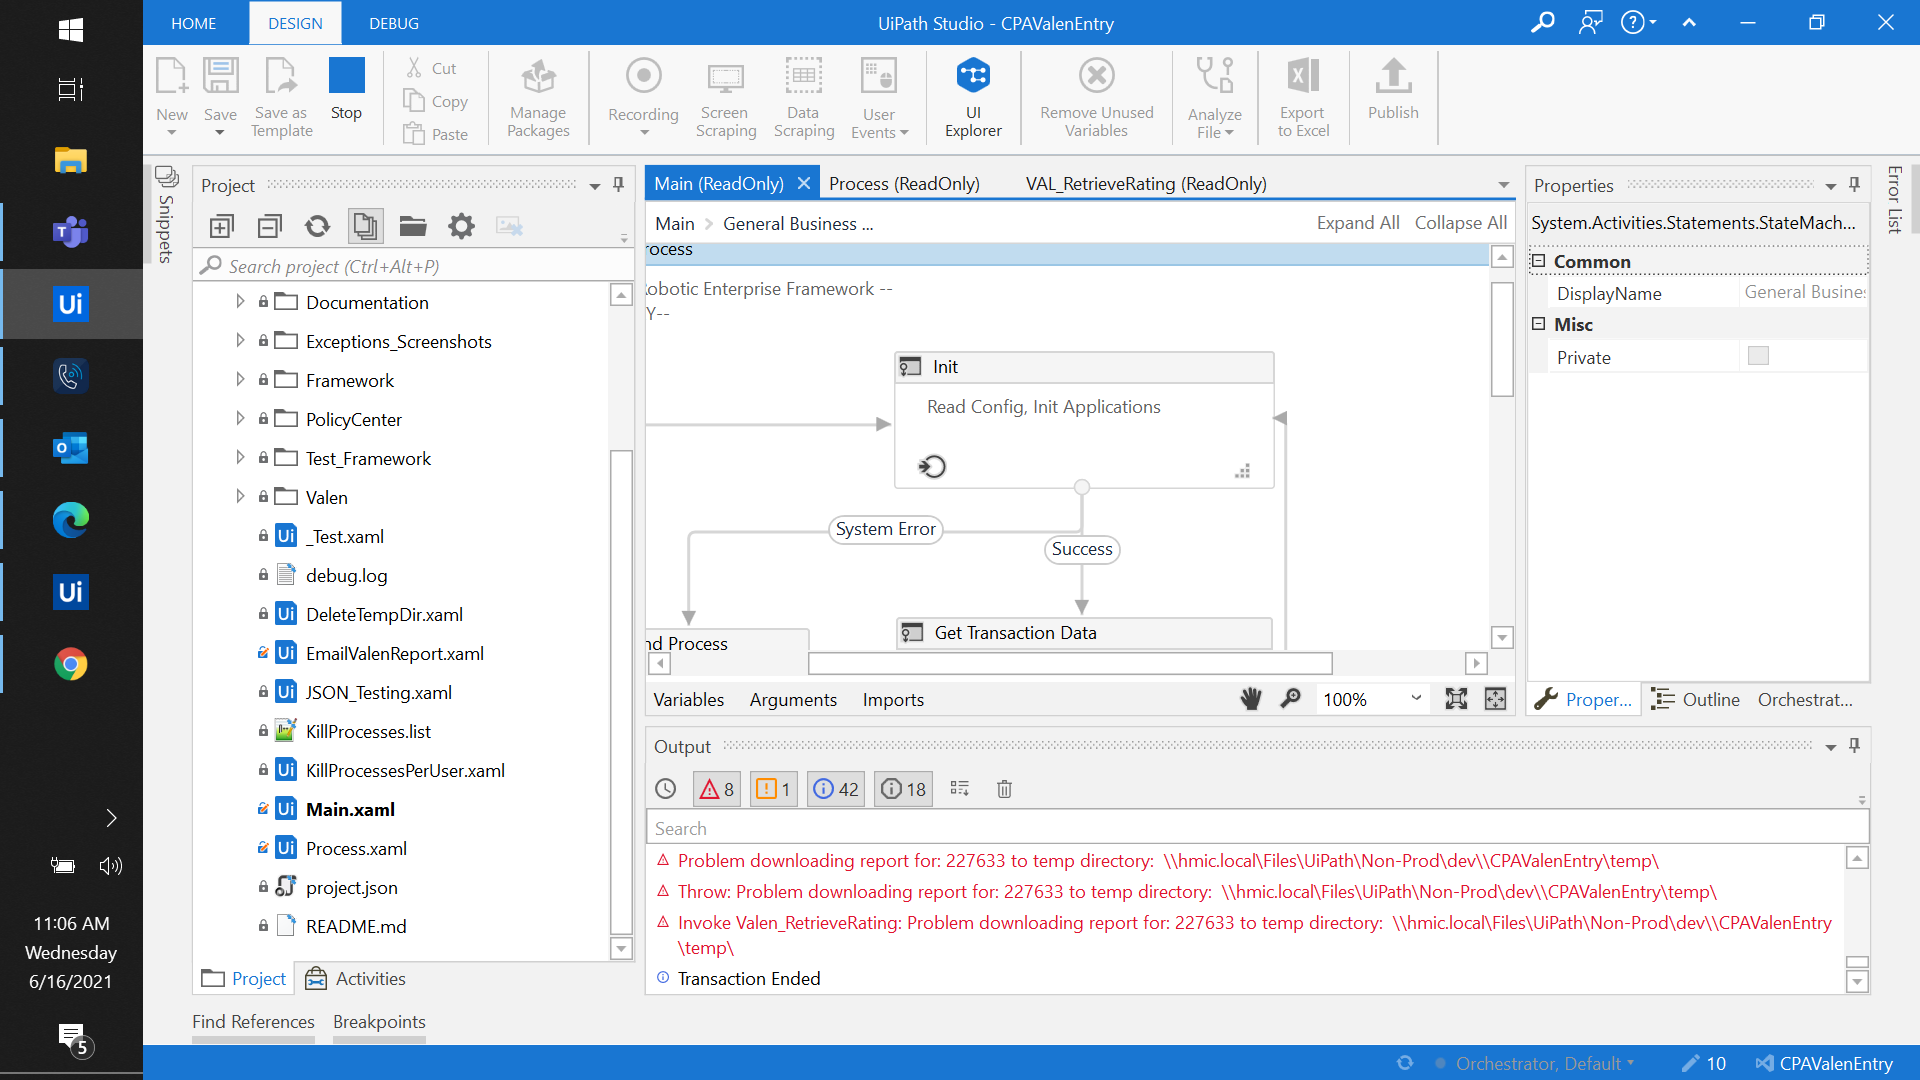 HOME
DESIGN
DEBUG
UiPath Studio - CPAValenEntry
New
Save
Save as
Template
Stop
Cut
Copy
Paste
Manage
Packages
Recording
Screen
Scraping
Data
Scraping
User
Events
UI
Explorer
Remove Unused
Variables
Analyze
File
Export
to Excel
Publish
Snippets
Project
Search project (Ctrl+Alt+P)
Documentation
Exceptions_Screenshots
Framework
PolicyCenter
Test_Framework
Valen
_Test.xaml
debug.log
DeleteTempDir.xaml
EmailValenReport.xaml
JSON_Testing.xaml
KillProcesses.list
KillProcessesPerUser.xaml
Main.xaml
Process.xaml
project.json
README.md
Project
Activities
Find References
Breakpoints
Main (ReadOnly)
Process (ReadOnly)
VAL_RetrieveRating (ReadOnly)
Main
General Business ...
Expand All
Collapse All
rocess
obotic Enterprise Framework --
Y--
Init
Read Config, Init Applications
System Error
Success
nd Process
Get Transaction Data
Variables
Arguments
Imports
100%
Properties
System.Activities.Statements.StateMach...
Common
DisplayName
General Busine
Misc
Private
Proper...
Outline
Orchestrat...
Error List
Output
8
1
42
18
Search
Problem downloading report for: 227633 to temp directory:  \\hmic.local\Files\UiPath\Non-Prod\dev\\CPAValenEntry\temp\
Throw: Problem downloading report for: 227633 to temp directory:  \\hmic.local\Files\UiPath\Non-Prod\dev\\CPAValenEntry\temp\
Invoke Valen_RetrieveRating: Problem downloading report for: 227633 to temp directory:  \\hmic.local\Files\UiPath\Non-Prod\dev\\CPAValenEntry
\temp\
Transaction Ended
11:06 AM
Wednesday
6/16/2021
5
Orchestrator, Default
10
CPAValenEntry